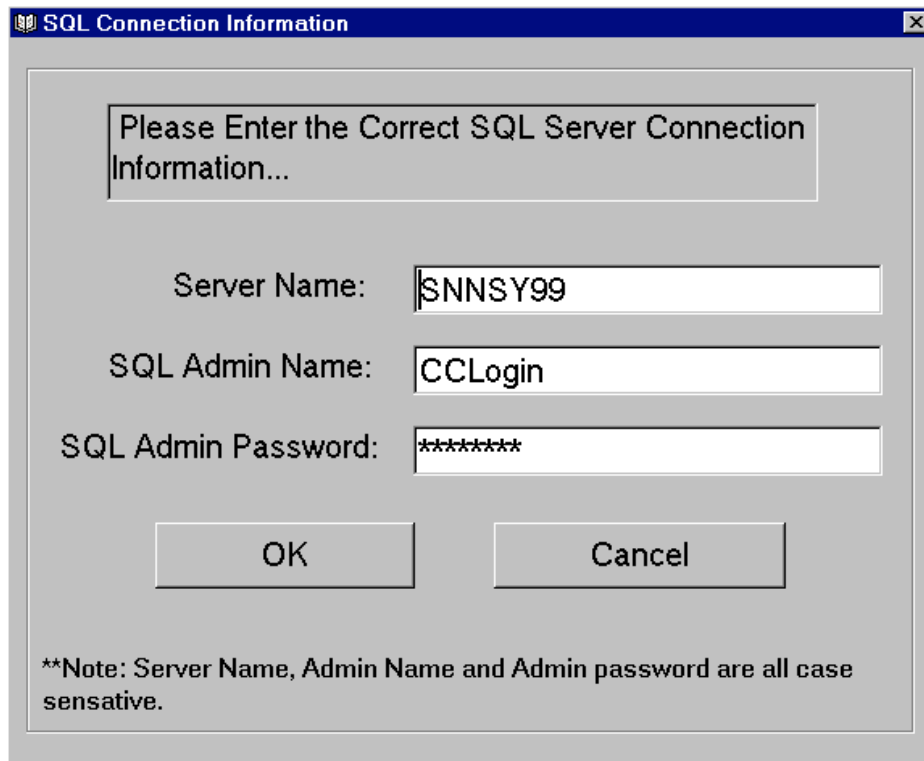 SQL Connection Information
Please Enter the Correct SQL Server Connection
Information...
Server Name: SNNSY99
SQL Admin Name: CCLogin
SQL Admin Password: ********
OK Cancel
**Note: Server Name, Admin Name and Admin password are all case
sensative.